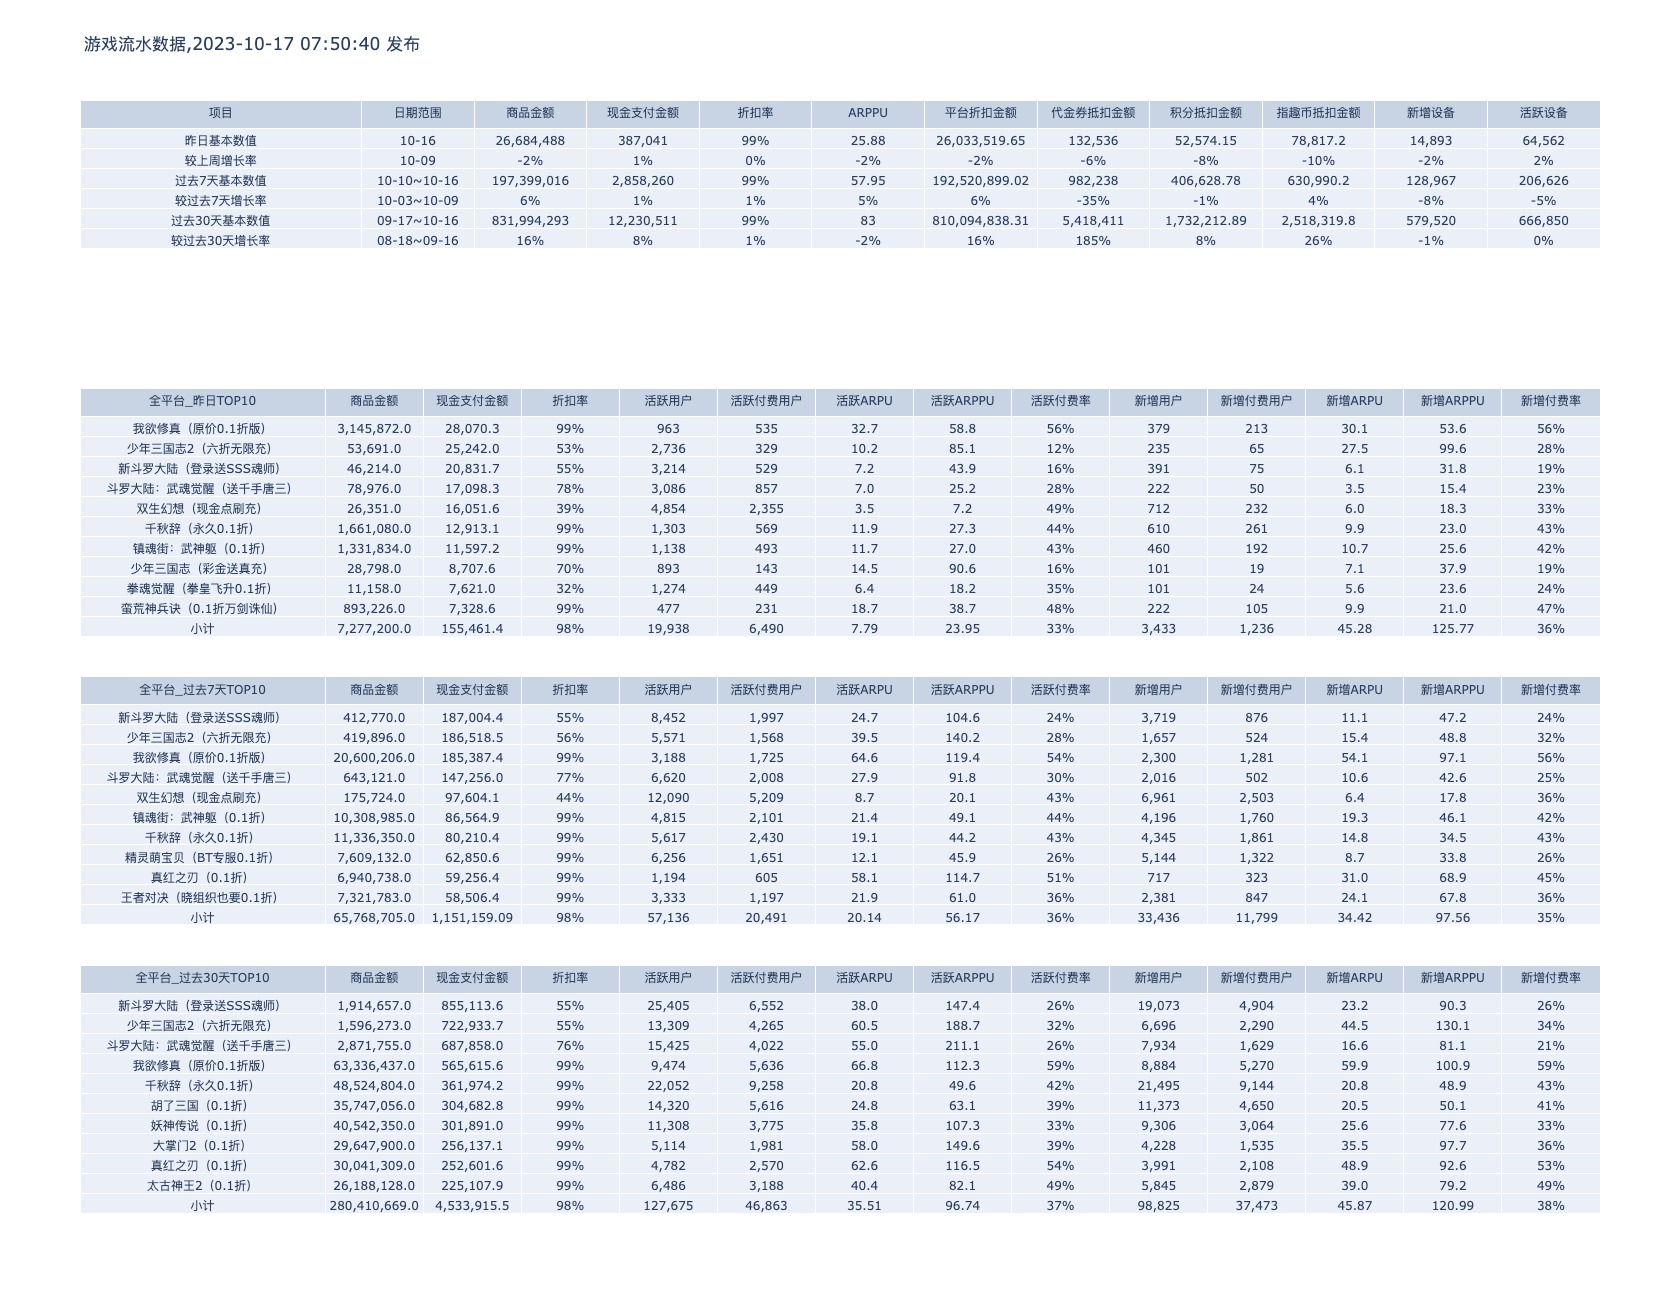 游戏流水数据,2023-10-17 07:50:40 发布
项目 日期范围 商品金额 现金支付金额 折扣率 ARPPU 平台折扣金额 代金券抵扣金额 积分抵扣金额 指趣币抵扣金额 新增设备 活跃设备
昨日基本数值 10-16 26,684,488 387,041 99% 25.88 26,033,519.65 132,536 52,574.15 78,817.2 14,893 64,562
较上周增长率 10-09 -2% 1% 0% -2% -2% -6% -8% -10% -2% 2%
过去7天基本数值 10-10~10-16 197,399,016 2,858,260 99% 57.95 192,520,899.02 982,238 406,628.78 630,990.2 128,967 206,626
较过去7天增长率 10-03~10-09 6% 1% 1% 5% 6% -35% -1% 4% -8% -5%
过去30天基本数值 09-17~10-16 831,994,293 12,230,511 99% 83 810,094,838.31 5,418,411 1,732,212.89 2,518,319.8 579,520 666,850
较过去30天增长率 08-18~09-16 16% 8% 1% -2% 16% 185% 8% 26% -1% 0%
全平台_昨日TOP10 商品金额 现金支付金额 折扣率 活跃用户 活跃付费用户 活跃ARPU 活跃ARPPU 活跃付费率 新增用户 新增付费用户 新增ARPU 新增ARPPU 新增付费率
我欲修真（原价0.1折版） 3,145,872.0 28,070.3 99% 963 535 32.7 58.8 56% 379 213 30.1 53.6 56%
少年三国志2（六折无限充） 53,691.0 25,242.0 53% 2,736 329 10.2 85.1 12% 235 65 27.5 99.6 28%
新斗罗大陆（登录送SSS魂师） 46,214.0 20,831.7 55% 3,214 529 7.2 43.9 16% 391 75 6.1 31.8 19%
斗罗大陆：武魂觉醒（送千手唐三） 78,976.0 17,098.3 78% 3,086 857 7.0 25.2 28% 222 50 3.5 15.4 23%
双生幻想（现金点刷充） 26,351.0 16,051.6 39% 4,854 2,355 3.5 7.2 49% 712 232 6.0 18.3 33%
千秋辞（永久0.1折） 1,661,080.0 12,913.1 99% 1,303 569 11.9 27.3 44% 610 261 9.9 23.0 43%
镇魂街：武神躯（0.1折） 1,331,834.0 11,597.2 99% 1,138 493 11.7 27.0 43% 460 192 10.7 25.6 42%
少年三国志（彩金送真充） 28,798.0 8,707.6 70% 893 143 14.5 90.6 16% 101 19 7.1 37.9 19%
拳魂觉醒（拳皇飞升0.1折） 11,158.0 7,621.0 32% 1,274 449 6.4 18.2 35% 101 24 5.6 23.6 24%
蛮荒神兵诀（0.1折万剑诛仙） 893,226.0 7,328.6 99% 477 231 18.7 38.7 48% 222 105 9.9 21.0 47%
小计 7,277,200.0 155,461.4 98% 19,938 6,490 7.79 23.95 33% 3,433 1,236 45.28 125.77 36%
全平台_过去7天TOP10 商品金额 现金支付金额 折扣率 活跃用户 活跃付费用户 活跃ARPU 活跃ARPPU 活跃付费率 新增用户 新增付费用户 新增ARPU 新增ARPPU 新增付费率
新斗罗大陆（登录送SSS魂师） 412,770.0 187,004.4 55% 8,452 1,997 24.7 104.6 24% 3,719 876 11.1 47.2 24%
少年三国志2（六折无限充） 419,896.0 186,518.5 56% 5,571 1,568 39.5 140.2 28% 1,657 524 15.4 48.8 32%
我欲修真（原价0.1折版） 20,600,206.0 185,387.4 99% 3,188 1,725 64.6 119.4 54% 2,300 1,281 54.1 97.1 56%
斗罗大陆：武魂觉醒（送千手唐三） 643,121.0 147,256.0 77% 6,620 2,008 27.9 91.8 30% 2,016 502 10.6 42.6 25%
双生幻想（现金点刷充） 175,724.0 97,604.1 44% 12,090 5,209 8.7 20.1 43% 6,961 2,503 6.4 17.8 36%
镇魂街：武神躯（0.1折） 10,308,985.0 86,564.9 99% 4,815 2,101 21.4 49.1 44% 4,196 1,760 19.3 46.1 42%
千秋辞（永久0.1折） 11,336,350.0 80,210.4 99% 5,617 2,430 19.1 44.2 43% 4,345 1,861 14.8 34.5 43%
精灵萌宝贝（BT专服0.1折） 7,609,132.0 62,850.6 99% 6,256 1,651 12.1 45.9 26% 5,144 1,322 8.7 33.8 26%
真红之刃（0.1折） 6,940,738.0 59,256.4 99% 1,194 605 58.1 114.7 51% 717 323 31.0 68.9 45%
王者对决（晓组织也要0.1折） 7,321,783.0 58,506.4 99% 3,333 1,197 21.9 61.0 36% 2,381 847 24.1 67.8 36%
小计 65,768,705.0 1,151,159.09 98% 57,136 20,491 20.14 56.17 36% 33,436 11,799 34.42 97.56 35%
全平台_过去30天TOP10 商品金额 现金支付金额 折扣率 活跃用户 活跃付费用户 活跃ARPU 活跃ARPPU 活跃付费率 新增用户 新增付费用户 新增ARPU 新增ARPPU 新增付费率
新斗罗大陆（登录送SSS魂师） 1,914,657.0 855,113.6 55% 25,405 6,552 38.0 147.4 26% 19,073 4,904 23.2 90.3 26%
少年三国志2（六折无限充） 1,596,273.0 722,933.7 55% 13,309 4,265 60.5 188.7 32% 6,696 2,290 44.5 130.1 34%
斗罗大陆：武魂觉醒（送千手唐三） 2,871,755.0 687,858.0 76% 15,425 4,022 55.0 211.1 26% 7,934 1,629 16.6 81.1 21%
我欲修真（原价0.1折版） 63,336,437.0 565,615.6 99% 9,474 5,636 66.8 112.3 59% 8,884 5,270 59.9 100.9 59%
千秋辞（永久0.1折） 48,524,804.0 361,974.2 99% 22,052 9,258 20.8 49.6 42% 21,495 9,144 20.8 48.9 43%
胡了三国（0.1折） 35,747,056.0 304,682.8 99% 14,320 5,616 24.8 63.1 39% 11,373 4,650 20.5 50.1 41%
妖神传说（0.1折） 40,542,350.0 301,891.0 99% 11,308 3,775 35.8 107.3 33% 9,306 3,064 25.6 77.6 33%
大掌门2（0.1折） 29,647,900.0 256,137.1 99% 5,114 1,981 58.0 149.6 39% 4,228 1,535 35.5 97.7 36%
真红之刃（0.1折） 30,041,309.0 252,601.6 99% 4,782 2,570 62.6 116.5 54% 3,991 2,108 48.9 92.6 53%
太古神王2（0.1折） 26,188,128.0 225,107.9 99% 6,486 3,188 40.4 82.1 49% 5,845 2,879 39.0 79.2 49%
小计 280,410,669.0 4,533,915.5 98% 127,675 46,863 35.51 96.74 37% 98,825 37,473 45.87 120.99 38%